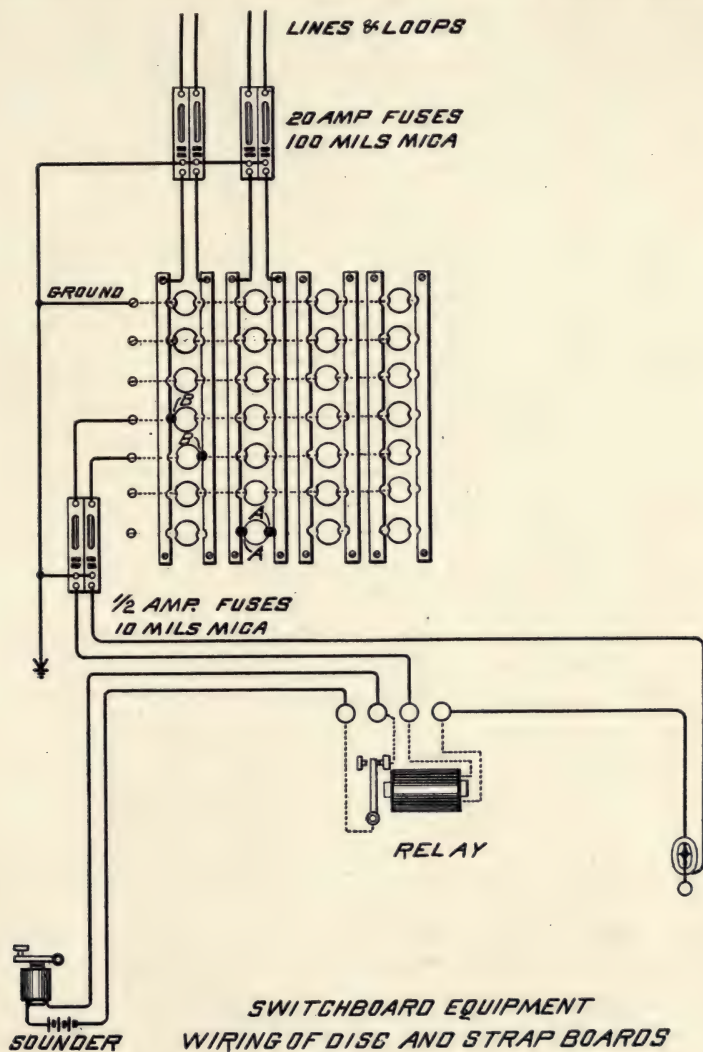 LINES & LOOPS
20 AMP FUSES
100 MILS MICA
GROUND
B
B
A
A
1/2 AMP. FUSES
10 MILS MICA
RELAY
SOUNDER
SWITCHBOARD EQUIPMENT
WIRING OF DISC AND STRAP BOARDS